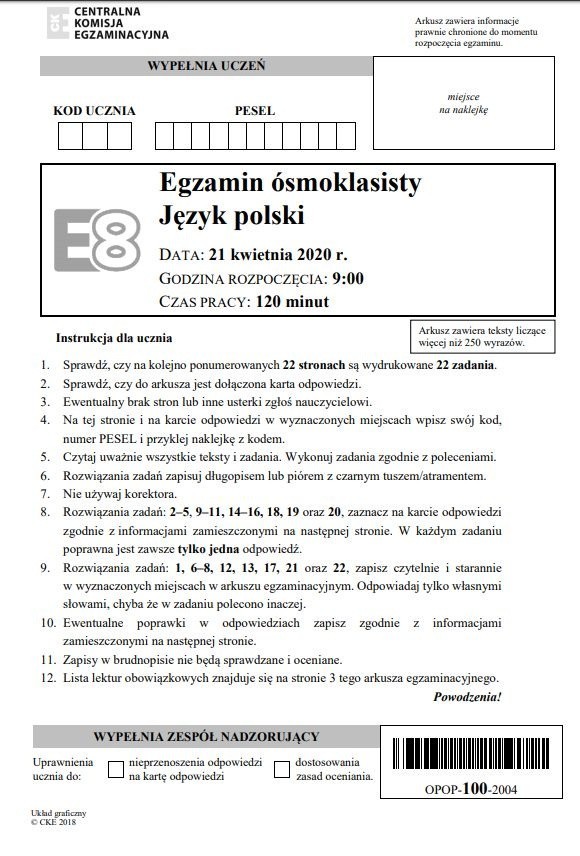 CENTRALNA
KOMISJA
EGZAMINACYJNA
Arkusz zawiera informacje
prawnie chronione do momentu
rozpoczęcia egzaminu.
WYPEŁNIA UCZEŃ
KOD UCZNIA
PESEL
miejsce
na naklejkę
Egzamin ósmoklasisty
Język polski
DATA: 21 kwietnia 2020 r.
GODZINA ROZPOCZĘCIA: 9:00
CZAS PRACY: 120 minut
E8
Instrukcja dla ucznia
Arkusz zawiera teksty liczące
więcej niż 250 wyrazów.
1. Sprawdź, czy na kolejno ponumerowanych 22 stronach są wydrukowane 22 zadania.
2. Sprawdź, czy do arkusza jest dołączona karta odpowiedzi.
3. Ewentualny brak stron lub inne usterki zgłoś nauczycielowi.
4. Na tej stronie i na karcie odpowiedzi w wyznaczonych miejscach wpisz swój kod,
numer PESEL i przyklej naklejkę z kodem.
5. Czytaj uważnie wszystkie teksty i zadania. Wykonuj zadania zgodnie z poleceniami.
6. Rozwiązania zadań zapisuj długopisem lub piórem z czarnym tuszem/atramentem.
7. Nie używaj korektora.
8. Rozwiązania zadań: 2–5, 9–11, 14–16, 18, 19 oraz 20, zaznacz na karcie odpowiedzi
zgodnie z informacjami zamieszczonymi na następnej stronie. W każdym zadaniu
poprawna jest zawsze tylko jedna odpowiedź.
9. Rozwiązania zadań: 1, 6–8, 12, 13, 17, 21 oraz 22, zapisz czytelnie i starannie
w wyznaczonych miejscach w arkuszu egzaminacyjnym. Odpowiadaj tylko własnymi
słowami, chyba że w zadaniu polecono inaczej.
10. Ewentualne poprawki w odpowiedziach zapisz zgodnie z informacjami
zamieszczonymi na następnej stronie.
11. Zapisy w brudnopisie nie będą sprawdzane i oceniane.
12. Lista lektur obowiązkowych znajduje się na stronie 3 tego arkusza egzaminacyjnego.
Powodzenia!
WYPEŁNIA ZESPÓŁ NADZORUJĄCY
Uprawnienia
ucznia do:
nieprzenoszenia odpowiedzi
na kartę odpowiedzi
dostosowania
zasad oceniania.
OPOP-100-2004
Układ graficzny
© CKE 2018